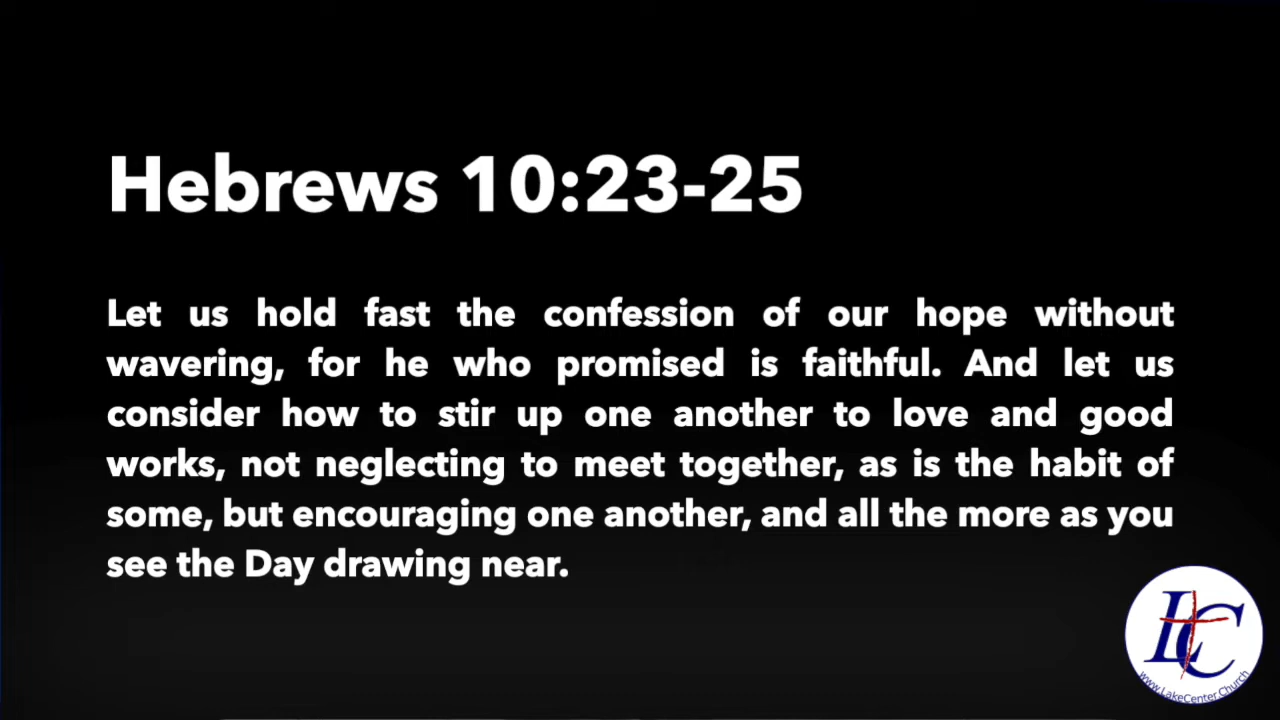 Hebrews 10:23-25
Let us hold fast the confession of our hope without
wavering, for he who promised is faithful. And let us
consider how to stir up one another to love and good
works, not neglecting to meet together, as is the habit of
some, but encouraging one another, and all the more as you
see the Day drawing near.
LC
www.LakeCenter.Church